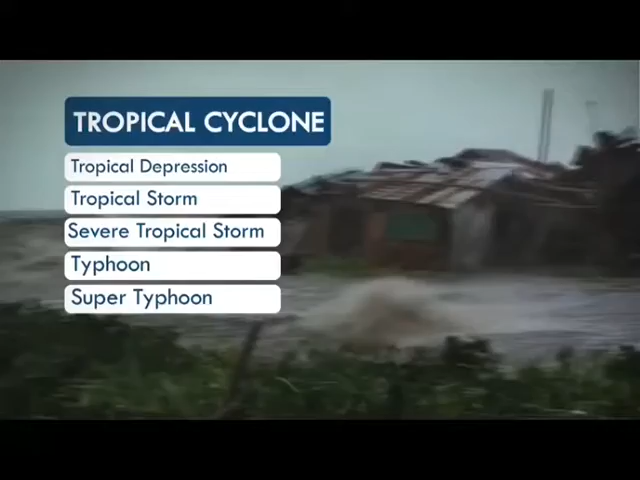 TROPICAL CYCLONE
Tropical Depression
Tropical Storm
Severe Tropical Storm
Typhoon
Super Typhoon